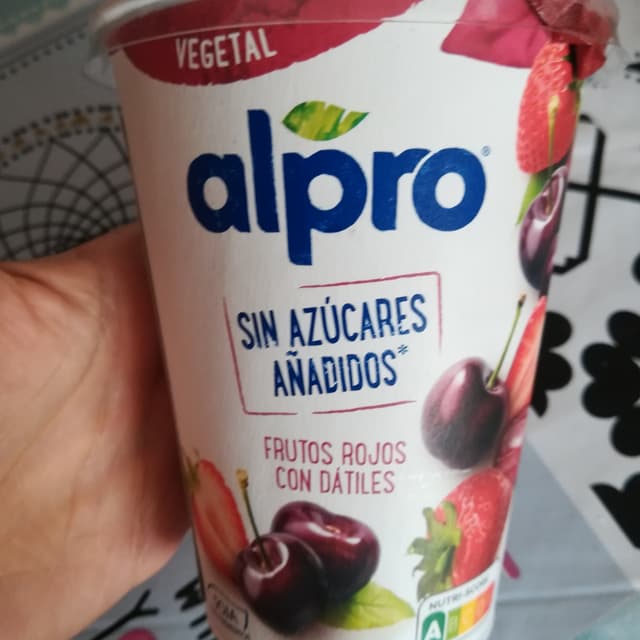 VEGETAL
alpro®
SIN AZÚCARES
AÑADIDOS*
FRUTOS ROJOS
CON DÁTILES
NUTRI-SCORE
A